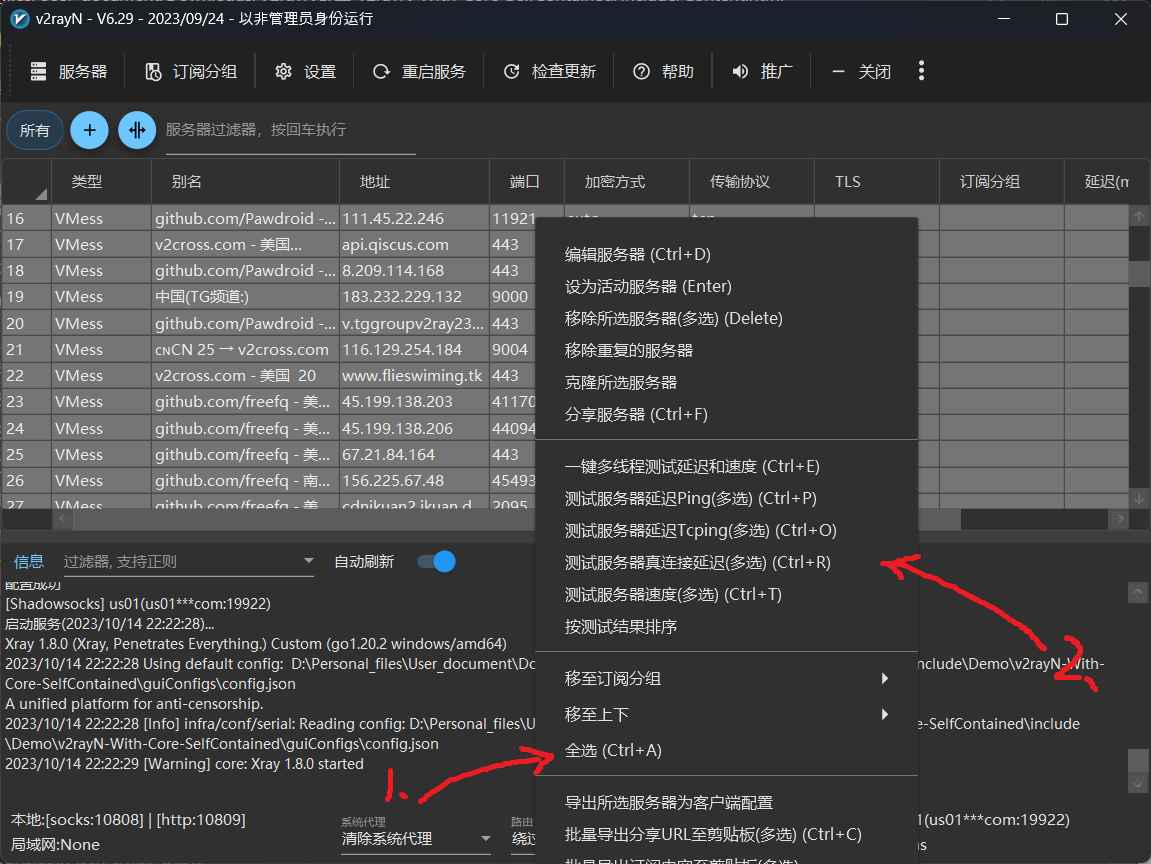 v2rayN - V6.29 - 2023/09/24 - 以非管理员身份运行
服务器 订阅分组 设置 重启服务 检查更新 帮助 推广 关闭
所有 服务器过滤器，按回车执行
类型 别名 地址 端口 加密方式 传输协议 TLS 订阅分组 延迟(m
16 VMess github.com/Pawdroid -... 111.45.22.246 11921
17 VMess v2cross.com - 美国... api.qiscus.com 443
18 VMess github.com/Pawdroid -... 8.209.114.168 443
19 VMess 中国(TG频道:) 183.232.229.132 9000
20 VMess github.com/Pawdroid -... v.tggroupv2ray23... 443
21 VMess cɴCN 25 → v2cross.com 116.129.254.184 9004
22 VMess v2cross.com - 美国 20 www.flieswiming.tk 443
23 VMess github.com/freefq - 美... 45.199.138.203 41170
24 VMess github.com/freefq - 美... 45.199.138.206 44094
25 VMess github.com/freefq - 美... 67.21.84.164 443
26 VMess github.com/freefq - 南... 156.225.67.48 45493
27 VMess github.com/freefq - 美... cdnikuan2.ikuan.d 2095
编辑服务器 (Ctrl+D)
设为活动服务器 (Enter)
移除所选服务器(多选) (Delete)
移除重复的服务器
克隆所选服务器
分享服务器 (Ctrl+F)
一键多线程测试延迟和速度 (Ctrl+E)
测试服务器延迟Ping(多选) (Ctrl+P)
测试服务器延迟Tcping(多选) (Ctrl+O)
测试服务器真连接延迟(多选) (Ctrl+R)
测试服务器速度(多选) (Ctrl+T)
按测试结果排序
移至订阅分组
移至上下
全选 (Ctrl+A)
导出所选服务器为客户端配置
批量导出分享URL至剪贴板(多选) (Ctrl+C)
批量导出订阅内容至剪贴板(多选)
2.
1.
信息 过滤器, 支持正则 自动刷新
配置成功
[Shadowsocks] us01(us01***com:19922)
启动服务(2023/10/14 22:22:28)...
Xray 1.8.0 (Xray, Penetrates Everything.) Custom (go1.20.2 windows/amd64)
2023/10/14 22:22:28 Using default config: D:\Personal_files\User_document\Do nclude\Demo\v2rayN-With-
Core-SelfContained\guiConfigs\config.json
A unified platform for anti-censorship.
2023/10/14 22:22:28 [Info] infra/conf/serial: Reading config: D:\Personal_files\U e-SelfContained\include
\Demo\v2rayN-With-Core-SelfContained\guiConfigs\config.json
2023/10/14 22:22:29 [Warning] core: Xray 1.8.0 started
本地:[socks:10808] | [http:10809]
局域网:None
系统代理
清除系统代理
路由
绕过
1(us01***com:19922)